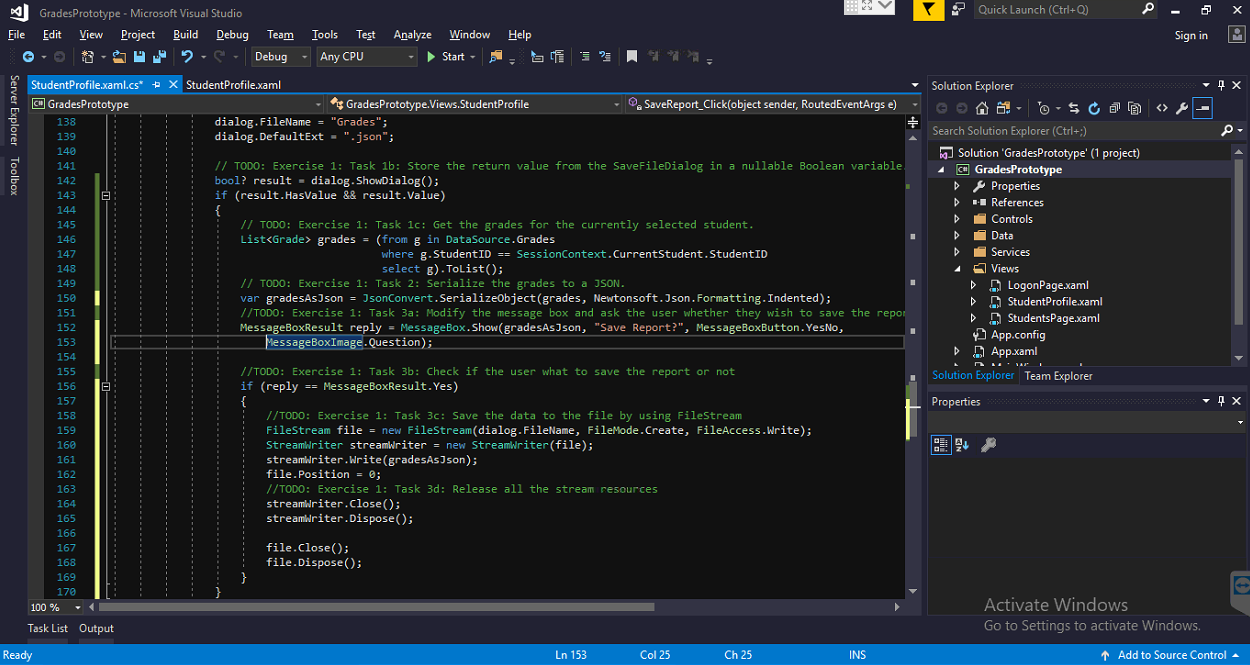 GradesPrototype - Microsoft Visual Studio
Quick Launch (Ctrl+Q)
File Edit View Project Build Debug Team Tools Test Analyze Window Help
Sign in
Debug Any CPU Start
Server Explorer
Toolbox
StudentProfile.xaml.cs* StudentProfile.xaml
GradesPrototype GradesPrototype.Views.StudentProfile SaveReport_Click(object sender, RoutedEventArgs e)
138 dialog.FileName = "Grades";
139 dialog.DefaultExt = ".json";
140
141 // TODO: Exercise 1: Task 1b: Store the return value from the SaveFileDialog in a nullable Boolean variable.
142 bool? result = dialog.ShowDialog();
143 if (result.HasValue && result.Value)
144 {
145 // TODO: Exercise 1: Task 1c: Get the grades for the currently selected student.
146 List<Grade> grades = (from g in DataSource.Grades
147 where g.StudentID == SessionContext.CurrentStudent.StudentID
148 select g).ToList();
149 // TODO: Exercise 1: Task 2: Serialize the grades to a JSON.
150 var gradesAsJson = JsonConvert.SerializeObject(grades, Newtonsoft.Json.Formatting.Indented);
151 //TODO: Exercise 1: Task 3a: Modify the message box and ask the user whether they wish to save the repor
152 MessageBoxResult reply = MessageBox.Show(gradesAsJson, "Save Report?", MessageBoxButton.YesNo,
153 MessageBoxImage.Question);
154
155 //TODO: Exercise 1: Task 3b: Check if the user what to save the report or not
156 if (reply == MessageBoxResult.Yes)
157 {
158 //TODO: Exercise 1: Task 3c: Save the data to the file by using FileStream
159 FileStream file = new FileStream(dialog.FileName, FileMode.Create, FileAccess.Write);
160 StreamWriter streamWriter = new StreamWriter(file);
161 streamWriter.Write(gradesAsJson);
162 file.Position = 0;
163 //TODO: Exercise 1: Task 3d: Release all the stream resources
164 streamWriter.Close();
165 streamWriter.Dispose();
166
167 file.Close();
168 file.Dispose();
169 }
170 }
100 %
Task List Output
Solution Explorer
Search Solution Explorer (Ctrl+;)
Solution 'GradesPrototype' (1 project)
C# GradesPrototype
Properties
References
Controls
Data
Services
Views
LogonPage.xaml
StudentProfile.xaml
StudentsPage.xaml
App.config
App.xaml
Solution Explorer Team Explorer
Properties
Activate Windows
Go to Settings to activate Windows.
Ready Ln 153 Col 25 Ch 25 INS Add to Source Control